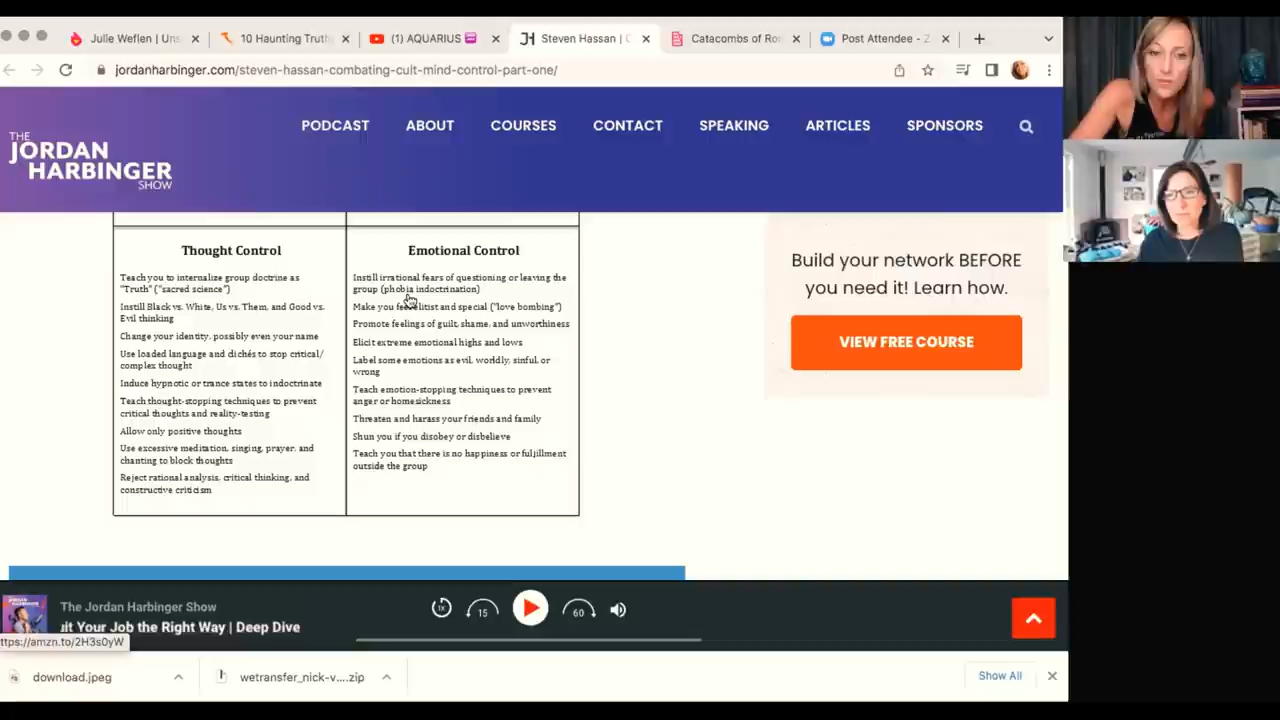 Julie Weflen | Uns
10 Haunting Truth
(1) AQUARIUS ♒
Steven Hassan | C
Catacombs of Ro
Post Attendee - Z
jordanharbinger.com/steven-hassan-combating-cult-mind-control-part-one/
THE
JORDAN
HARBINGER
SHOW
PODCAST
ABOUT
COURSES
CONTACT
SPEAKING
ARTICLES
SPONSORS
Thought Control
Teach you to internalize group doctrine as
"Truth" ("sacred science")
Instill Black vs. White, Us vs. Them, and Good vs.
Evil thinking
Change your identity, possibly even your name
Use loaded language and clichés to stop critical/
complex thought
Induce hypnotic or trance states to indoctrinate
Teach thought-stopping techniques to prevent
critical thoughts and reality-testing
Allow only positive thoughts
Use excessive meditation, singing, prayer, and
chanting to block thoughts
Reject rational analysis, critical thinking, and
constructive criticism
Emotional Control
Instill irrational fears of questioning or leaving the
group (phobia indoctrination)
Make you elitist and special ("love bombing")
Promote feelings of guilt, shame, and unworthiness
Elicit extreme emotional highs and lows
Label some emotions as evil, worldly, sinful, or
wrong
Teach emotion-stopping techniques to prevent
anger or homesickness
Threaten and harass your friends and family
Shun you if you disobey or disbelieve
Teach you that there is no happiness or fulfillment
outside the group
Build your network BEFORE
you need it! Learn how.
VIEW FREE COURSE
The Jordan Harbinger Show
uit Your Job the Right Way | Deep Dive
1X
15
60
ttps://amzn.to/2H3s0yW
download.jpeg
wetransfer_nick-v....zip
Show All